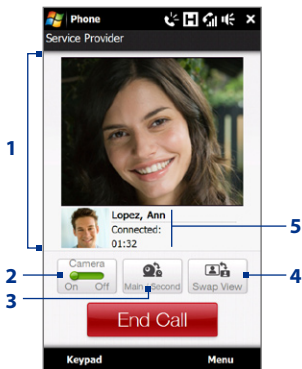 Phone
H
Service Provider
1
Lopez, Ann
Connected:
01:32
5
Camera
On Off
Main / Second
Swap View
2
3
4
End Call
Keypad Menu